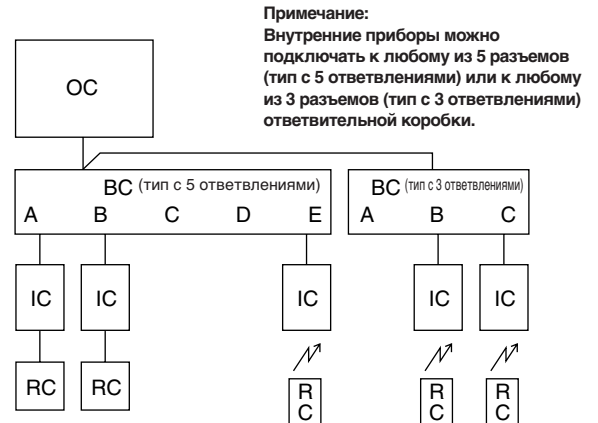 Примечание:
Внутренние приборы можно
подключать к любому из 5 разъемов
(тип с 5 ответвлениями) или к любому
из 3 разъемов (тип с 3 ответвлениями)
ответвительной коробки.
OC
BC (тип с 5 ответвлениями)
A B C D E
BC (тип с 3 ответвлениями)
A B C
IC IC IC IC IC
RC RC R C R C R C